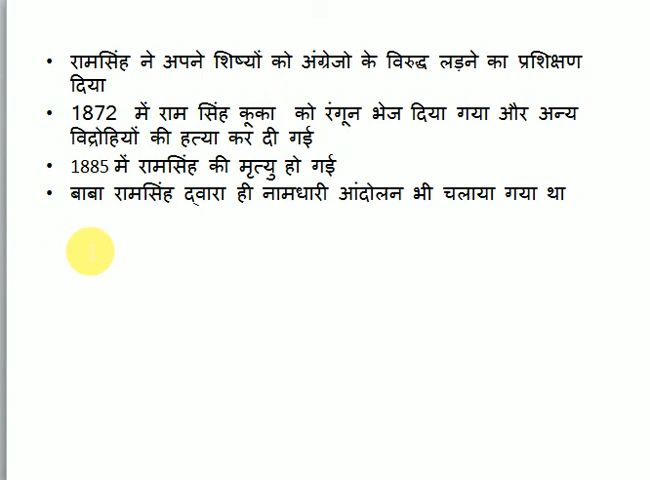 • रामसिंह ने अपने शिष्यों को अंग्रेजो के विरुद्ध लड़ने का प्रशिक्षण
दिया
• 1872 में राम सिंह कूका को रंगून भेज दिया गया और अन्य
विद्रोहियों की हत्या कर दी गई
• 1885 में रामसिंह की मृत्यु हो गई
• बाबा रामसिंह द्वारा ही नामधारी आंदोलन भी चलाया गया था